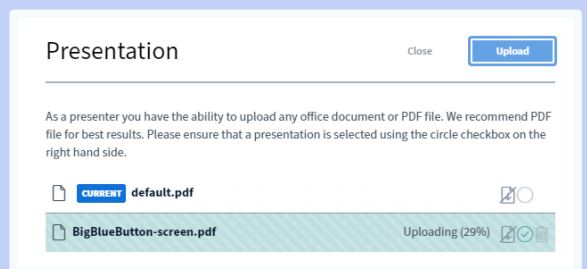 Presentation
Close
Upload
As a presenter you have the ability to upload any office document or PDF file. We recommend PDF
file for best results. Please ensure that a presentation is selected using the circle checkbox on the
right hand side.
CURRENT default.pdf
BigBlueButton-screen.pdf Uploading (29%)